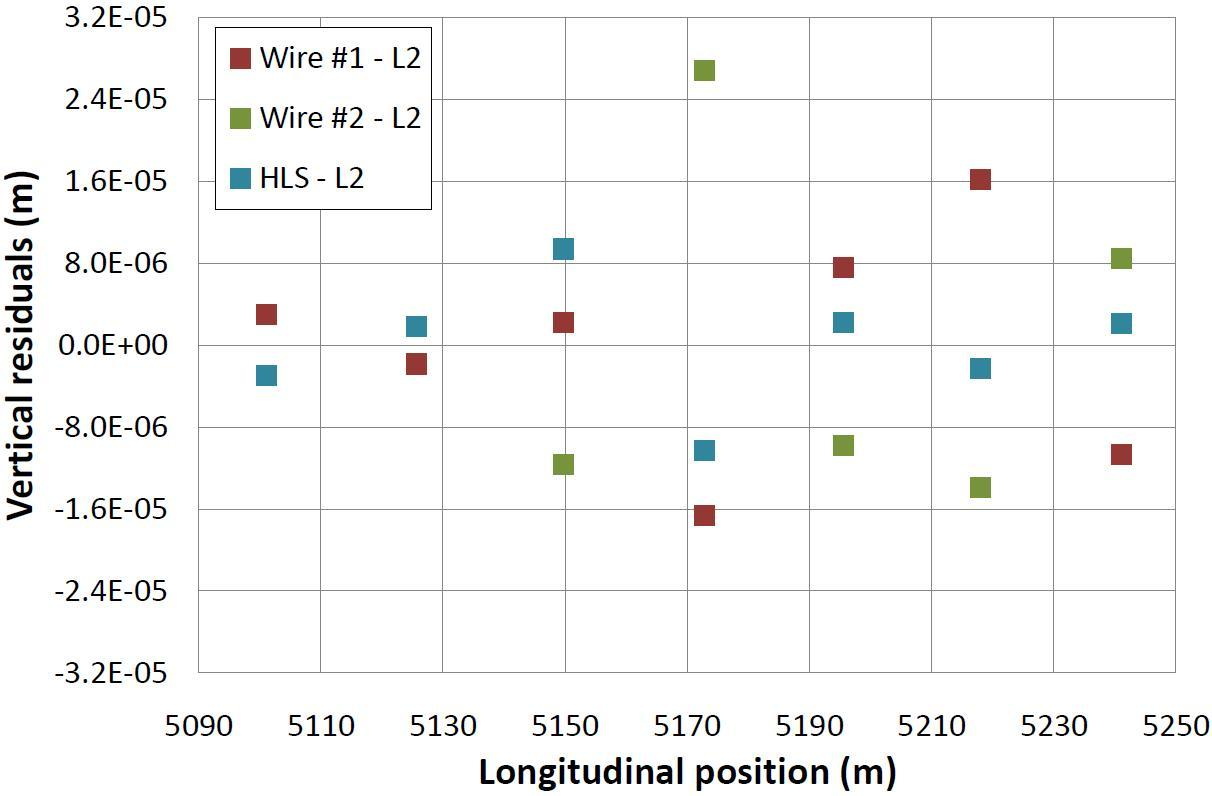 3.2E-05
2.4E-05
1.6E-05
8.0E-06
0.0E+00
-8.0E-06
-1.6E-05
-2.4E-05
-3.2E-05
Vertical residuals (m)
Wire #1 - L2
Wire #2 - L2
HLS - L2
5090 5110 5130 5150 5170 5190 5210 5230 5250
Longitudinal position (m)